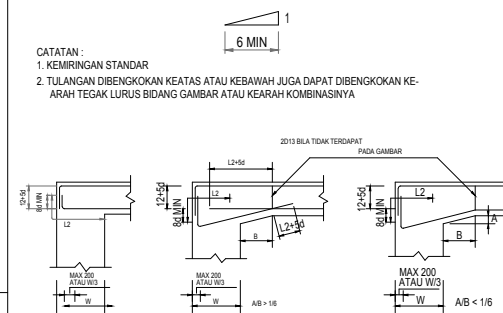 1
6 MIN
CATATAN :
1. KEMIRINGAN STANDAR
2. TULANGAN DIBENGKOKAN KEATAS ATAU KEBAWAH JUGA DAPAT DIBENGKOKAN KE-
ARAH TEGAK LURUS BIDANG GAMBAR ATAU KEARAH KOMBINASINYA
2D13 BILA TIDAK TERDAPAT
PADA GAMBAR
12+5d
8d MIN
L2
MAX 200
ATAU W/3
W
L2+5d
L2
12+5d
8d MIN
L2+5d
B
MAX 200
ATAU W/3
W
A/B > 1/6
12+5d
8d MIN
L2
A
B
MAX 200
ATAU W/3
W
A/B < 1/6